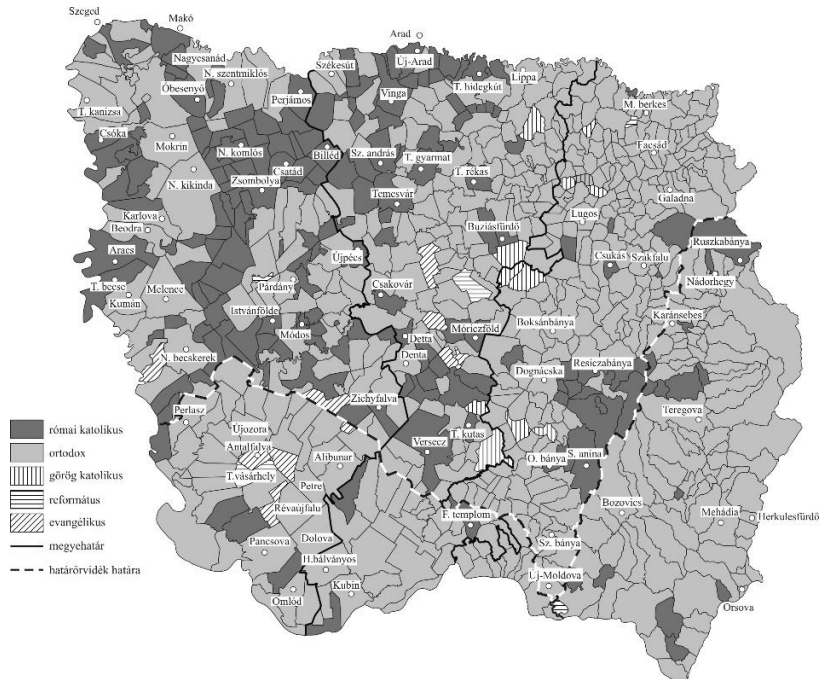 Szeged
Makó
Arad
Nagycsanád
N. szentmiklós
Székesút
Új-Arad
T. hidegkút
Lippa
Óbesenyő
Perjámos
Vinga
M. berkes
T. kanizsa
Csóka
Mokrin
N. komlós
Billéd
Sz. andrás
T. gyarmat
Facsád
Csatád
T. rékas
N. kikinda
Zsombolya
Temesvár
Galadna
Karlova
Beodra
Lugos
Buziásfürdő
Ruszkabánya
Aracs
Újpécs
Csukás
Szákfalu
T. becse
Párdány
Csakovár
Nádorhegy
Kumán
Melence
Istvánfölde
Módos
Móriczföld
Boksánbánya
Karánsebes
N. becskerek
Detta
Denta
Dognácska
Resiczabánya
Zichyfalva
Perlasz
Teregova
római katolikus
Újozora
T. kutas
ortodox
Antalfalva
Alibunar
Versecz
O. bánya
S. anina
görög katolikus
T.vásárhely
Petre
református
Révaújfalu
Bozovics
Mehádia
Herkulesfürdő
evangélikus
Dolova
F. templom
megyehatár
Pancsova
Sz. bánya
határőrvidék határa
H.bálványos
Új-Moldova
Kubin
Omlód
Orsova